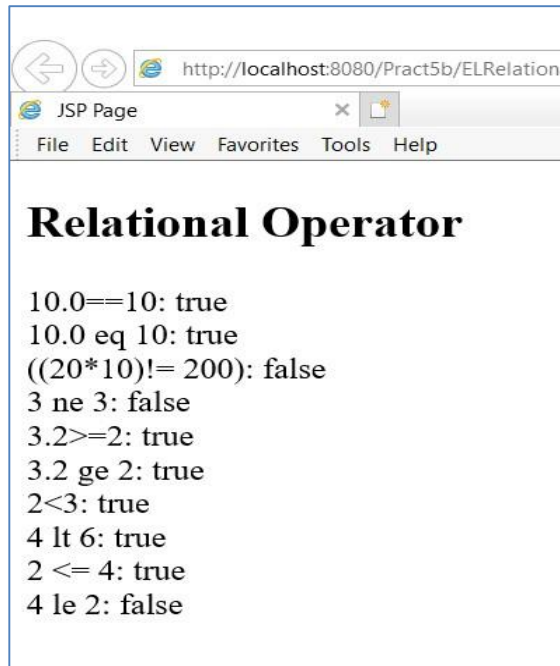 http://localhost:8080/Pract5b/ELRelation
JSP Page
File Edit View Favorites Tools Help
Relational Operator
10.0==10: true
10.0 eq 10: true
((20*10)!= 200): false
3 ne 3: false
3.2>=2: true
3.2 ge 2: true
2<3: true
4 lt 6: true
2 <= 4: true
4 le 2: false